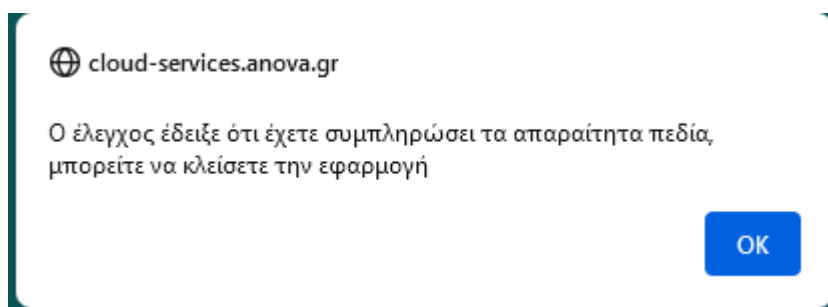 cloud-services.anova.gr
Ο έλεγχος έδειξε ότι έχετε συμπληρώσει τα απαραίτητα πεδία,
μπορείτε να κλείσετε την εφαρμογή
OK